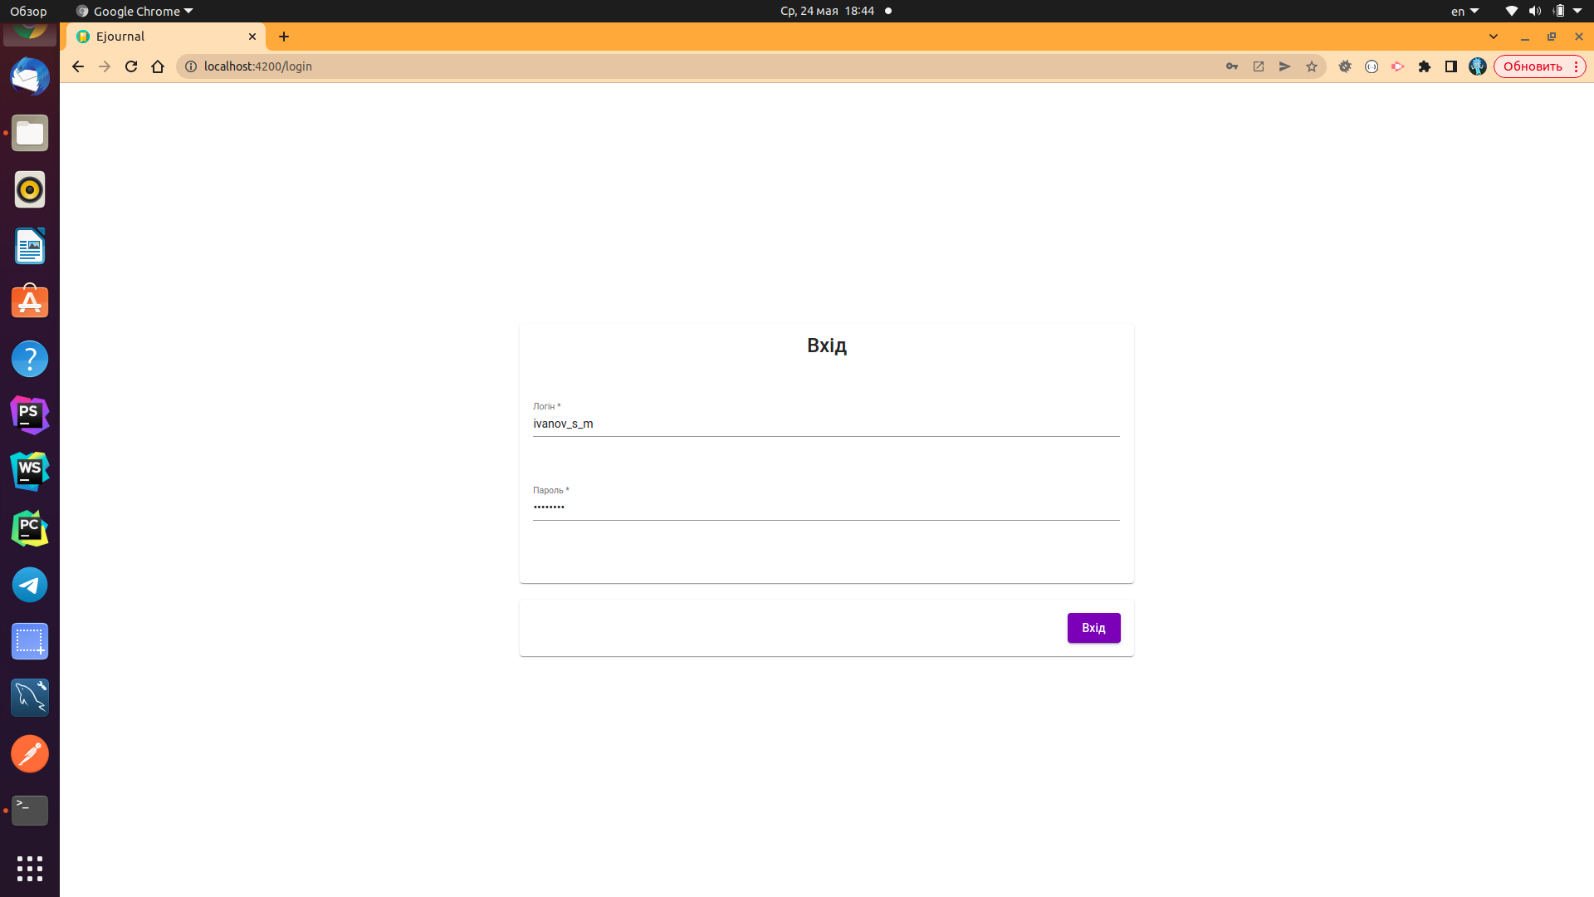 Обзор
Google Chrome
Ср, 24 мая 18:44
en
Ejournal
localhost:4200/login
Обновить
Вхід
Логін *
ivanov_s_m
Пароль *
••••••••
Вхід
PS
WS
PC
>_